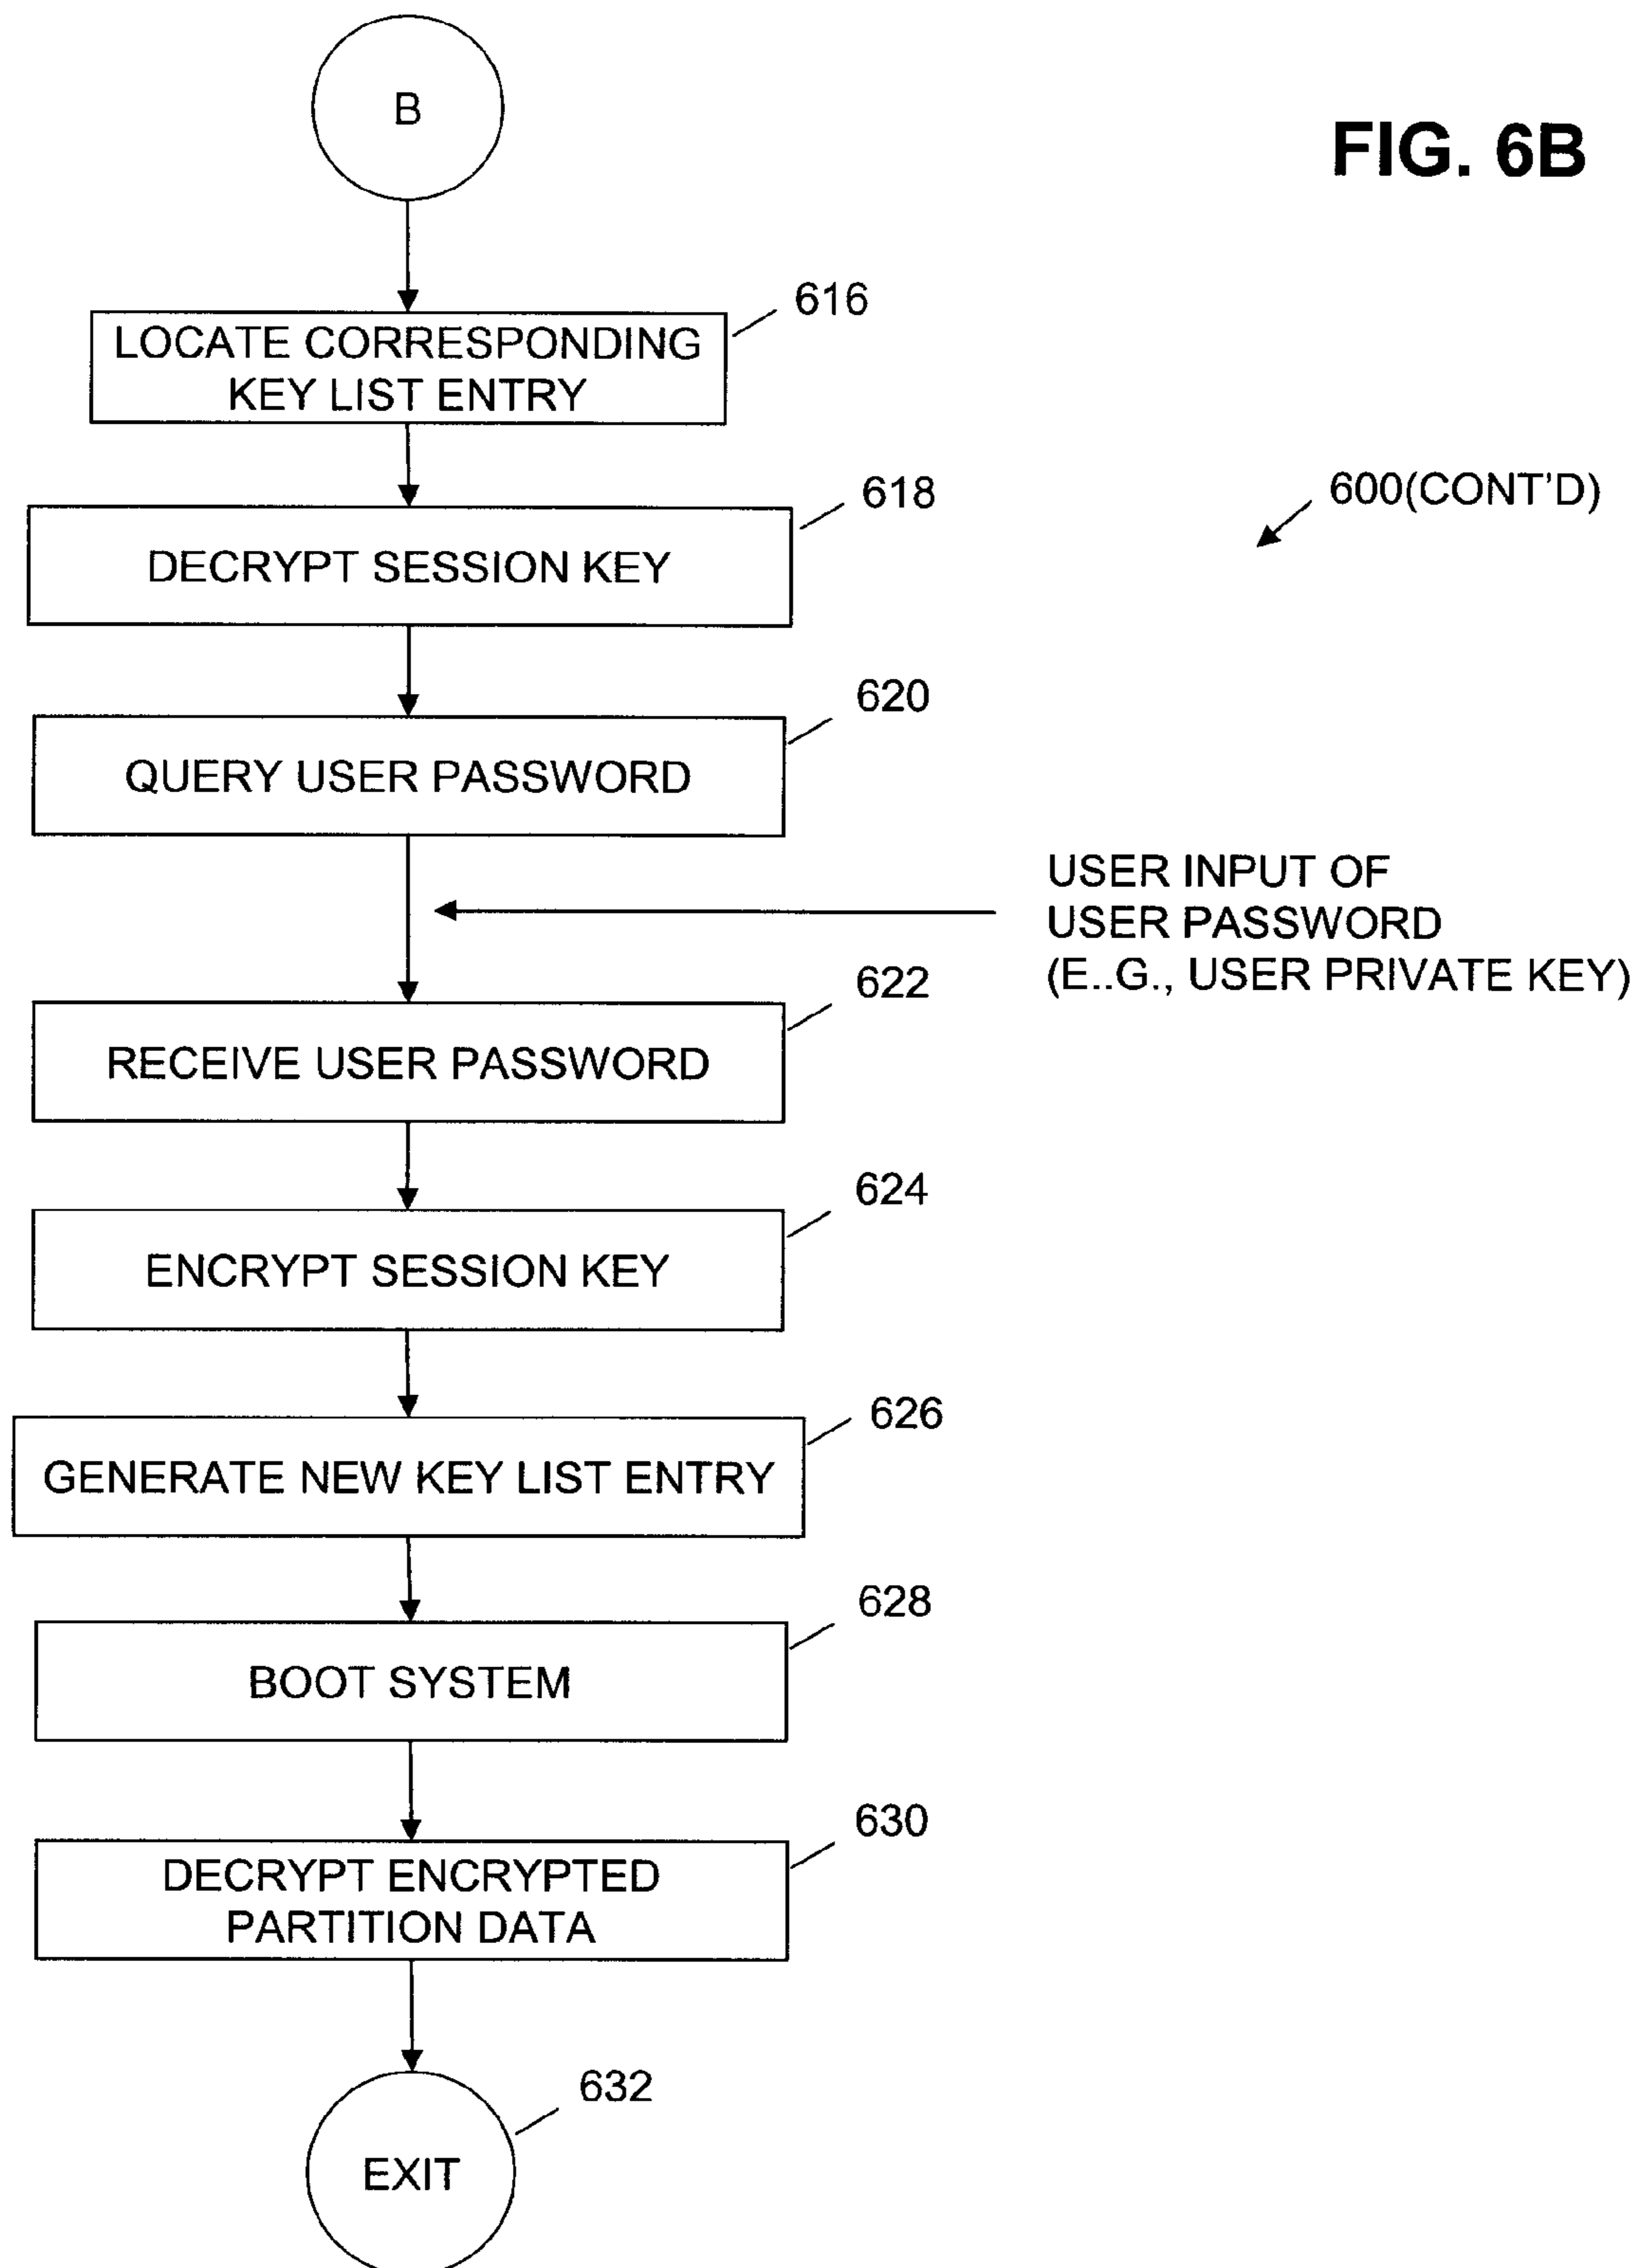 B
FIG. 6B
616
LOCATE CORRESPONDING
KEY LIST ENTRY
618
600(CONT'D)
DECRYPT SESSION KEY
620
QUERY USER PASSWORD
USER INPUT OF
USER PASSWORD
(E..G., USER PRIVATE KEY)
622
RECEIVE USER PASSWORD
624
ENCRYPT SESSION KEY
626
GENERATE NEW KEY LIST ENTRY
628
BOOT SYSTEM
630
DECRYPT ENCRYPTED
PARTITION DATA
632
EXIT